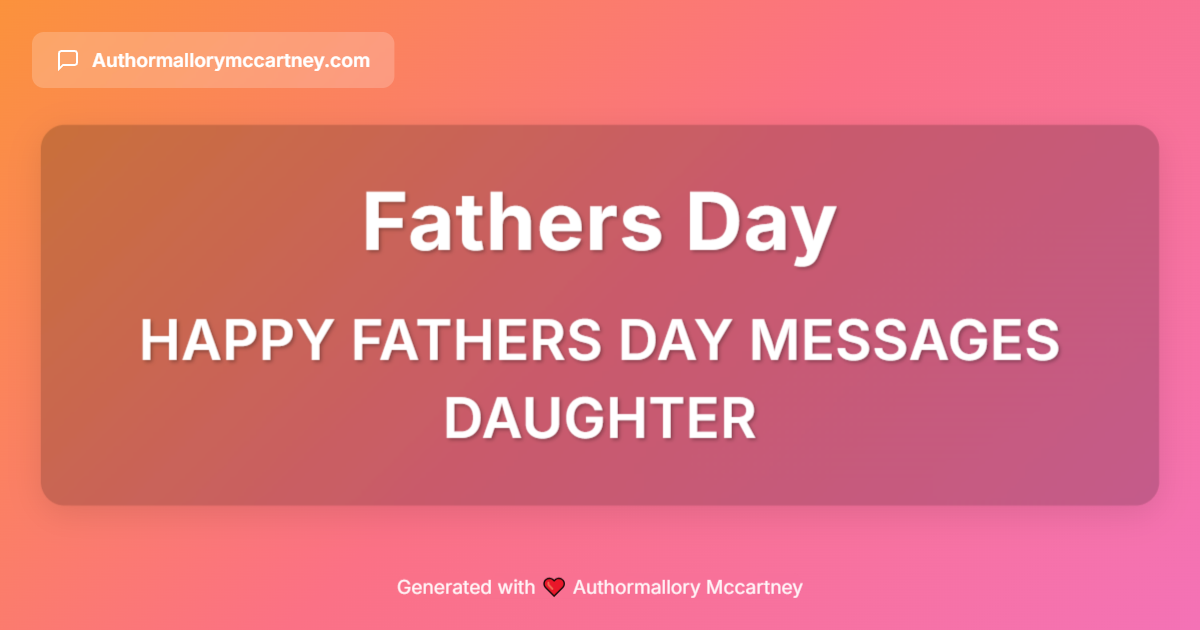 Authormallorymccartney.com
Fathers Day
HAPPY FATHERS DAY MESSAGES
DAUGHTER
Generated with ❤️ Authormallory Mccartney